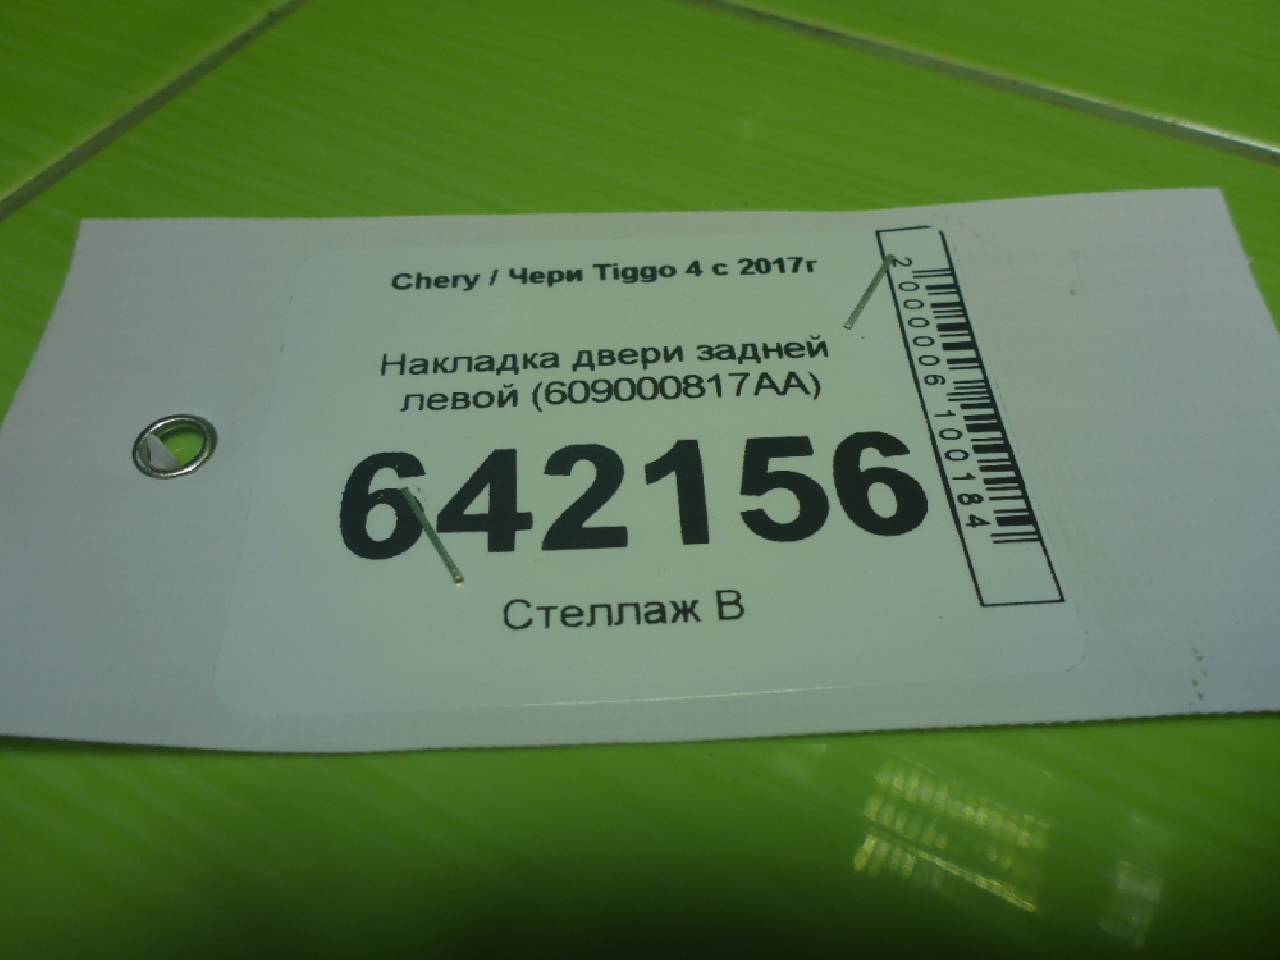 Chery / Чери Tiggo 4 с 2017г
Накладка двери задней
левой (609000817AA)
642156
Стеллаж В
2000006100184